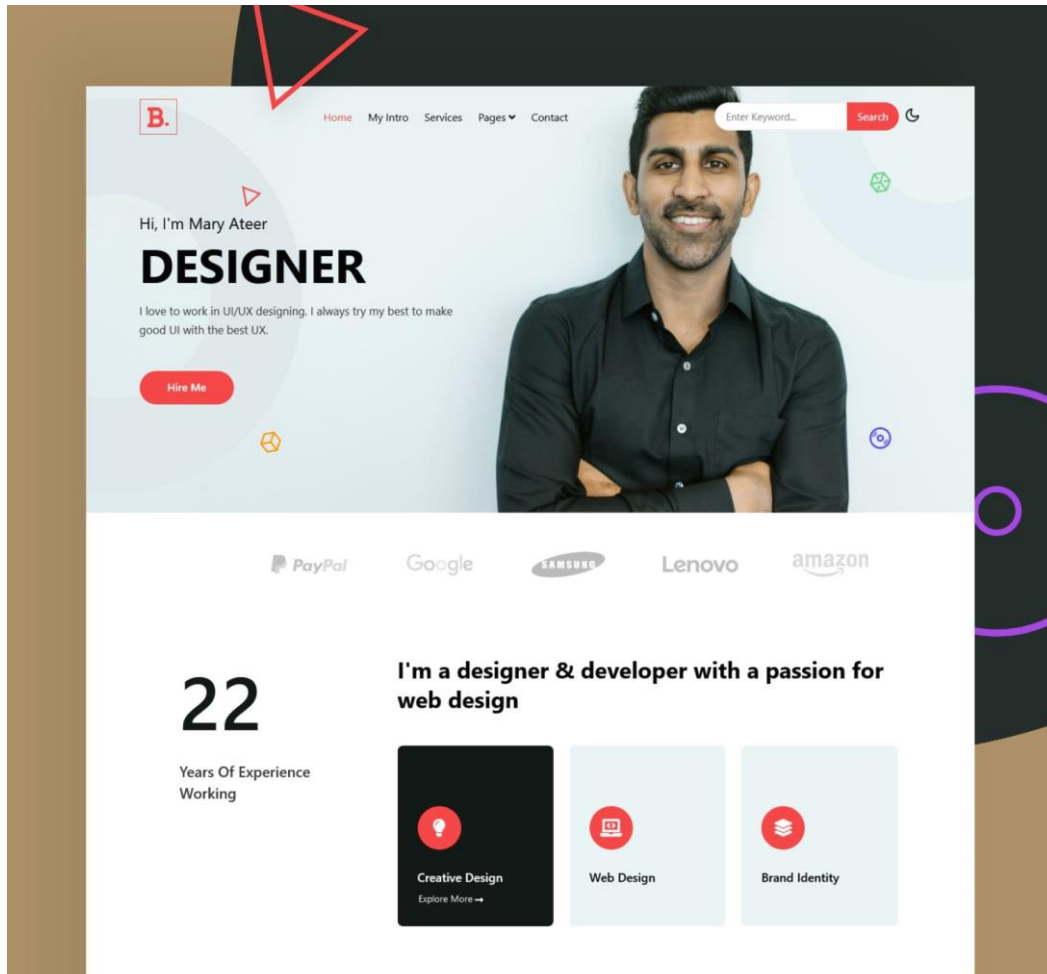 B.
Home My Intro Services Pages Contact
Enter Keyword... Search
Hi, I'm Mary Ateer
DESIGNER
I love to work in UI/UX designing. I always try my best to make
good UI with the best UX.
Hire Me
PayPal Google SAMSUNG Lenovo amazon
22
Years Of Experience
Working
I'm a designer & developer with a passion for
web design
Creative Design
Explore More
Web Design
Brand Identity